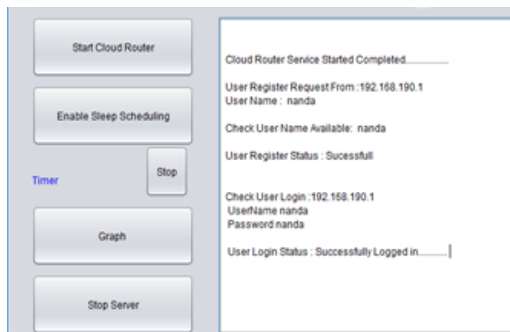 Start Cloud Router
Enable Sleep Scheduling
Timer
Stop
Graph
Stop Server
Cloud Router Service Started Completed................
User Register Request From :192.168.190.1
User Name : nanda
Check User Name Available: nanda
User Register Status : Sucessfull
Check User Login :192.168.190.1
UserName nanda
Password nanda
User Login Status : Successfully Logged in...........